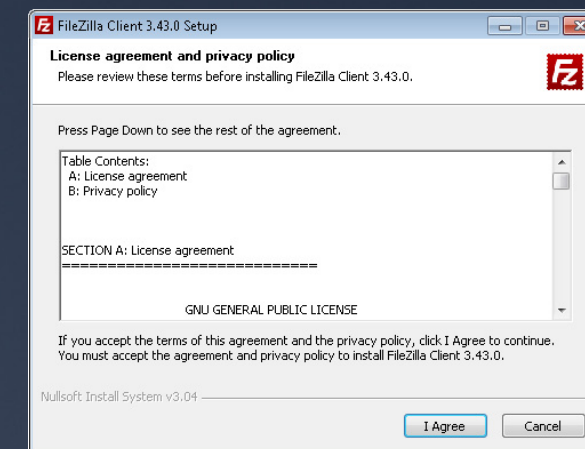 FileZilla Client 3.43.0 Setup
License agreement and privacy policy
Please review these terms before installing FileZilla Client 3.43.0.
Fz
Press Page Down to see the rest of the agreement.
Table Contents:
A: License agreement
B: Privacy policy
SECTION A: License agreement
============================
GNU GENERAL PUBLIC LICENSE
If you accept the terms of this agreement and the privacy policy, click I Agree to continue.
You must accept the agreement and privacy policy to install FileZilla Client 3.43.0.
Nullsoft Install System v3.04
I Agree
Cancel